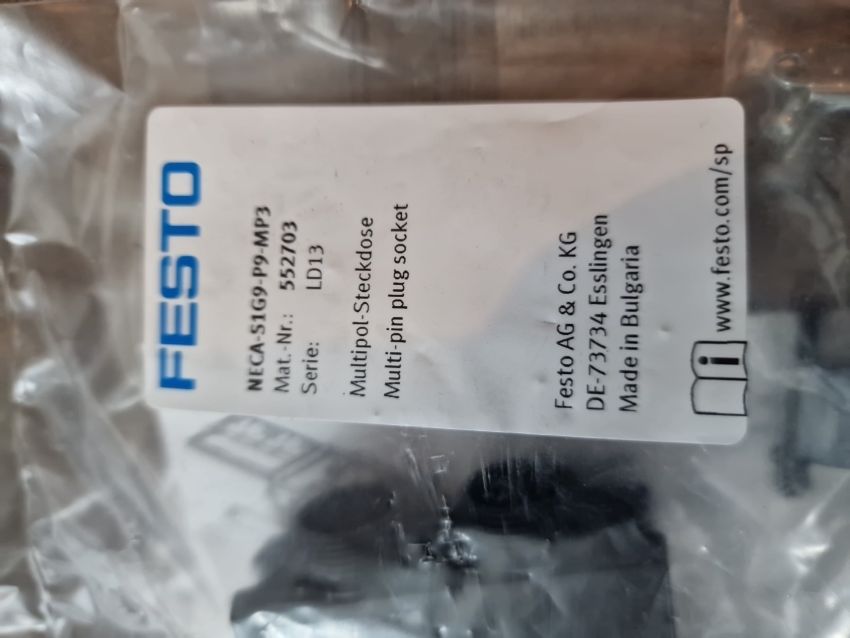 FESTO
NECA-S1G9-P9-MP3
Mat.-Nr.: 552703
Serie: LD13
Multipol-Steckdose
Multi-pin plug socket
Festo AG & Co. KG
DE-73734 Esslingen
Made in Bulgaria
i www.festo.com/sp